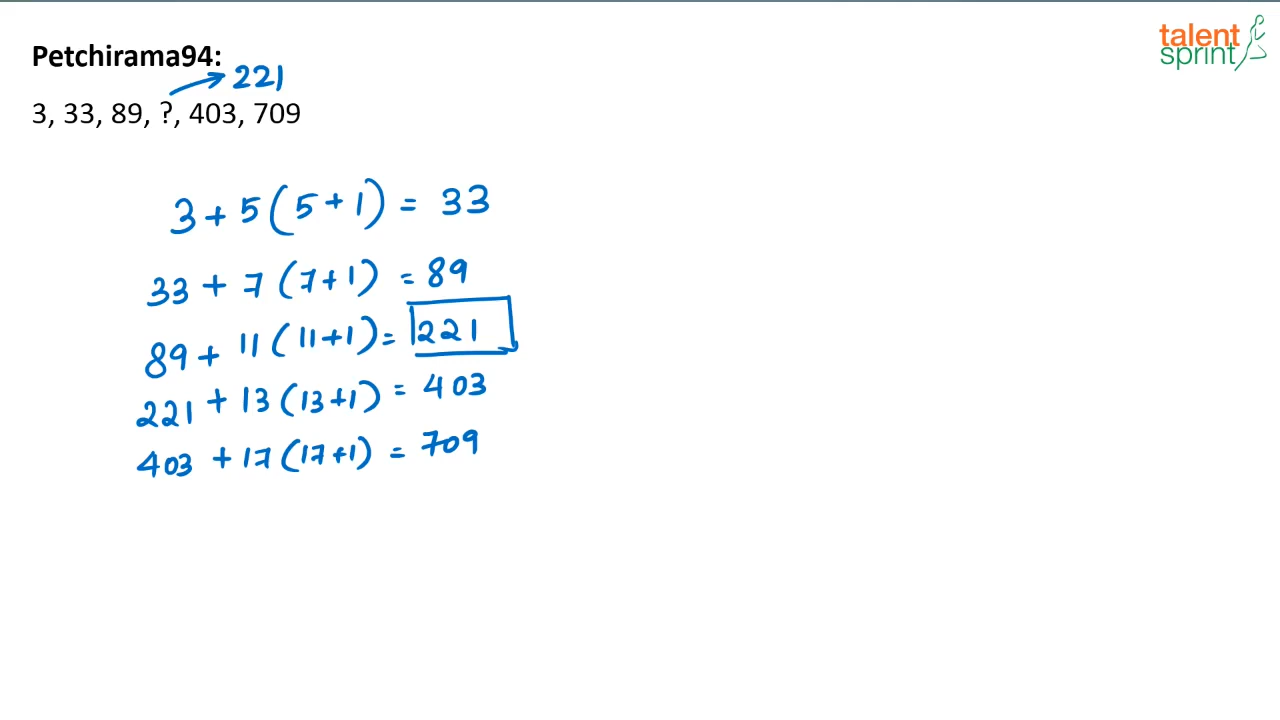 talent
sprint
Petchirama94:
221
3, 33, 89, ?, 403, 709
3 + 5 (5 + 1) = 33
33 + 7 (7 + 1) = 89
89 + 11 (11 + 1) = 221
221 + 13 (13 + 1) = 403
403 + 17 (17 + 1) = 709